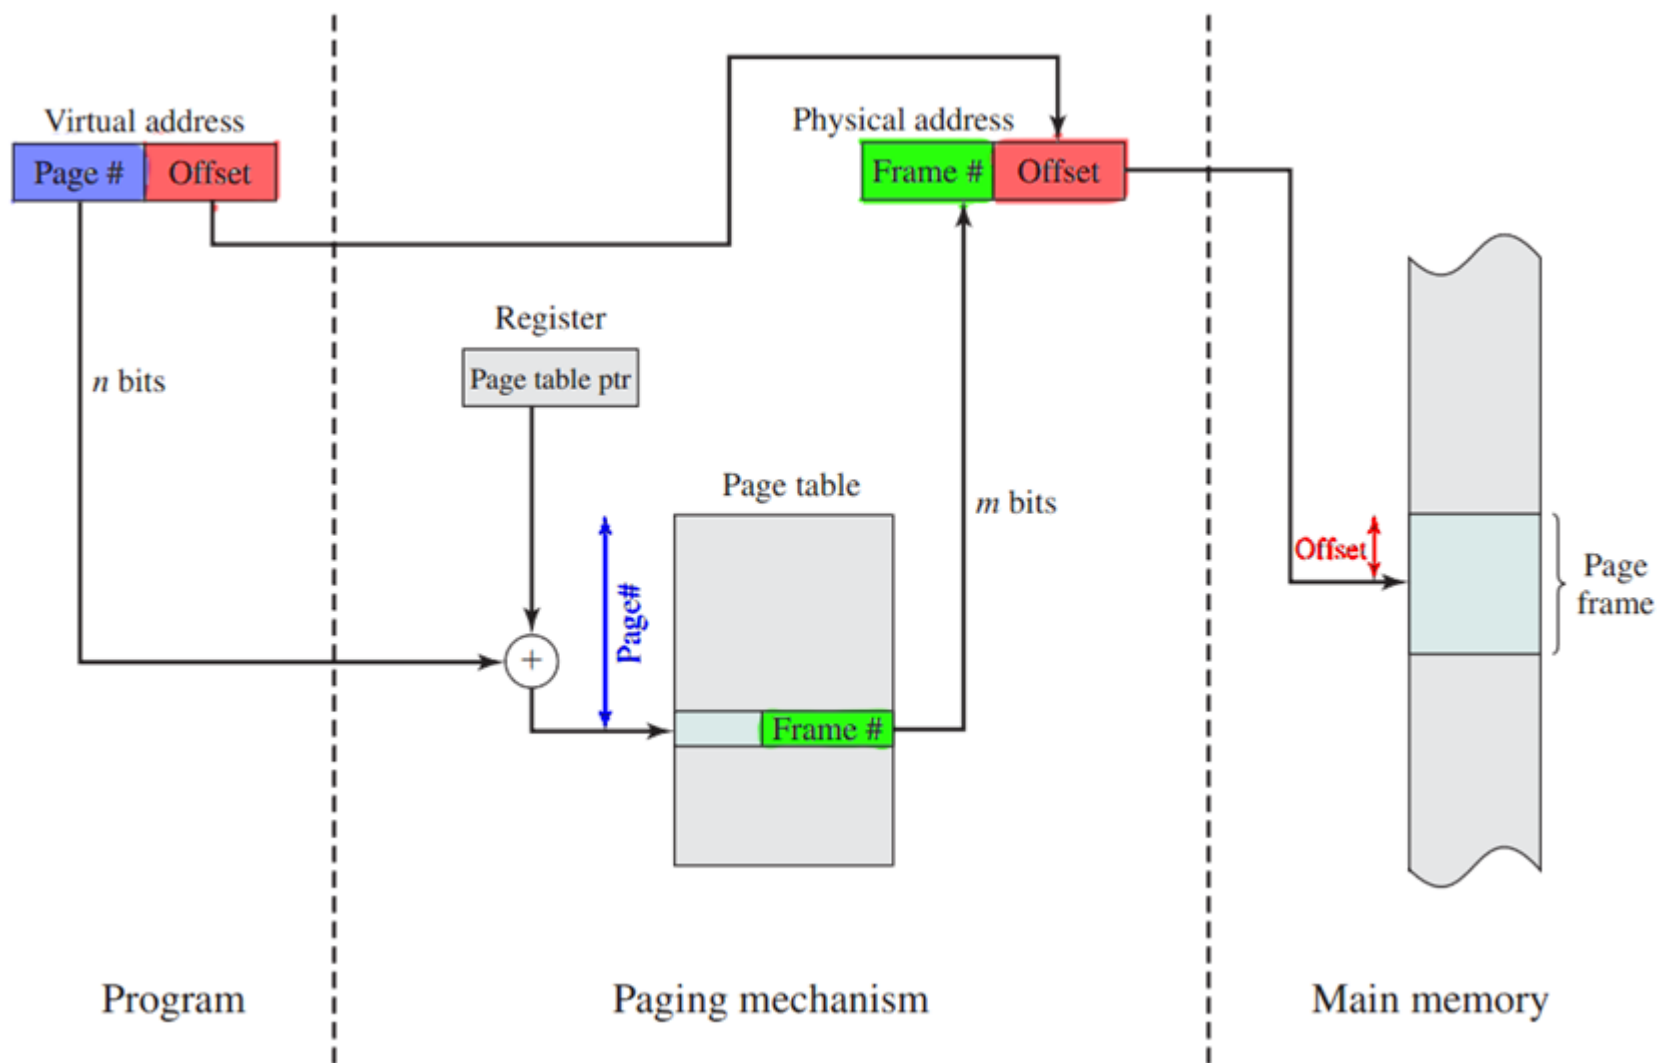 Virtual address
Page #
Offset
Physical address
Frame #
Offset
Register
Page table ptr
n bits
Page table
m bits
Page#
Offset
Page
frame
+
Frame #
Program
Paging mechanism
Main memory